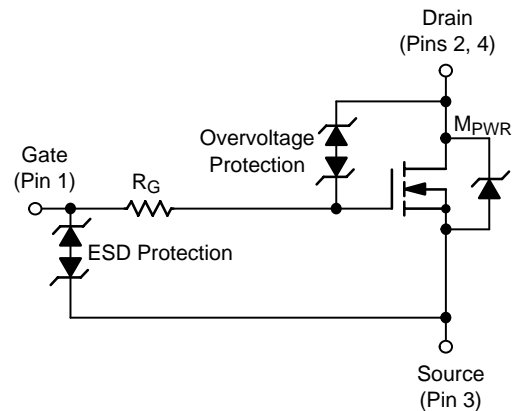 Drain
(Pins 2, 4)
MPWR
Overvoltage
Protection
Gate
(Pin 1)
RG
ESD Protection
Source
(Pin 3)